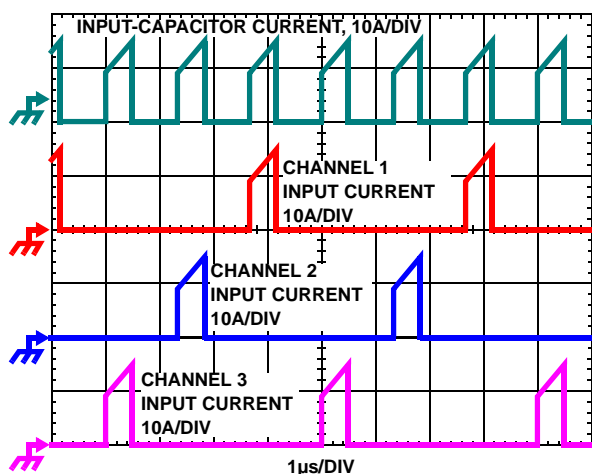 INPUT-CAPACITOR CURRENT, 10A/DIV
CHANNEL 1
INPUT CURRENT
10A/DIV
CHANNEL 2
INPUT CURRENT
10A/DIV
CHANNEL 3
INPUT CURRENT
10A/DIV
1µs/DIV